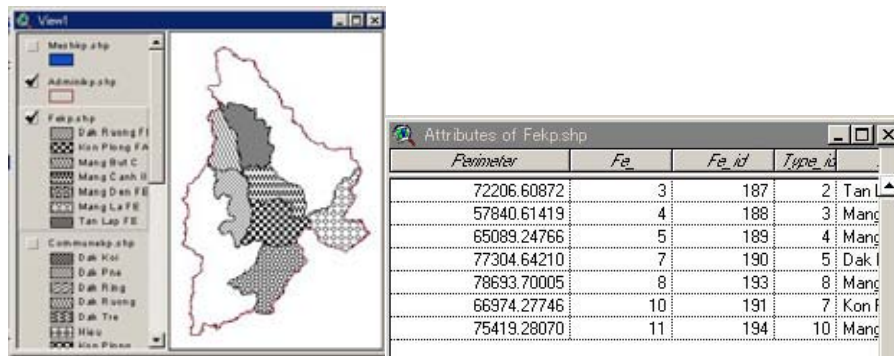 View1
Meshkp.shp
Adminkp.shp
Fekp.shp
Dak Ruong FE
Kon Plong FA
Mang But C
Mang Canh II
Mang Den FE
Mang La FE
Tan Lap FE
Communekp.shp
Dak Koi
Dak Pne
Dak Ring
Dak Ruong
Dak Tre
Hieu
Kon Plong
Attributes of Fekp.shp
Perimeter Fe_ Fe_id Type_id
72206.60872 3 187 2 Tan L
57840.61419 4 188 3 Mang
65089.24766 5 189 4 Mang
77304.64210 7 190 5 Dak
78693.70005 8 193 8 Mang
66974.27746 10 191 7 Kon
75419.28070 11 194 10 Mang